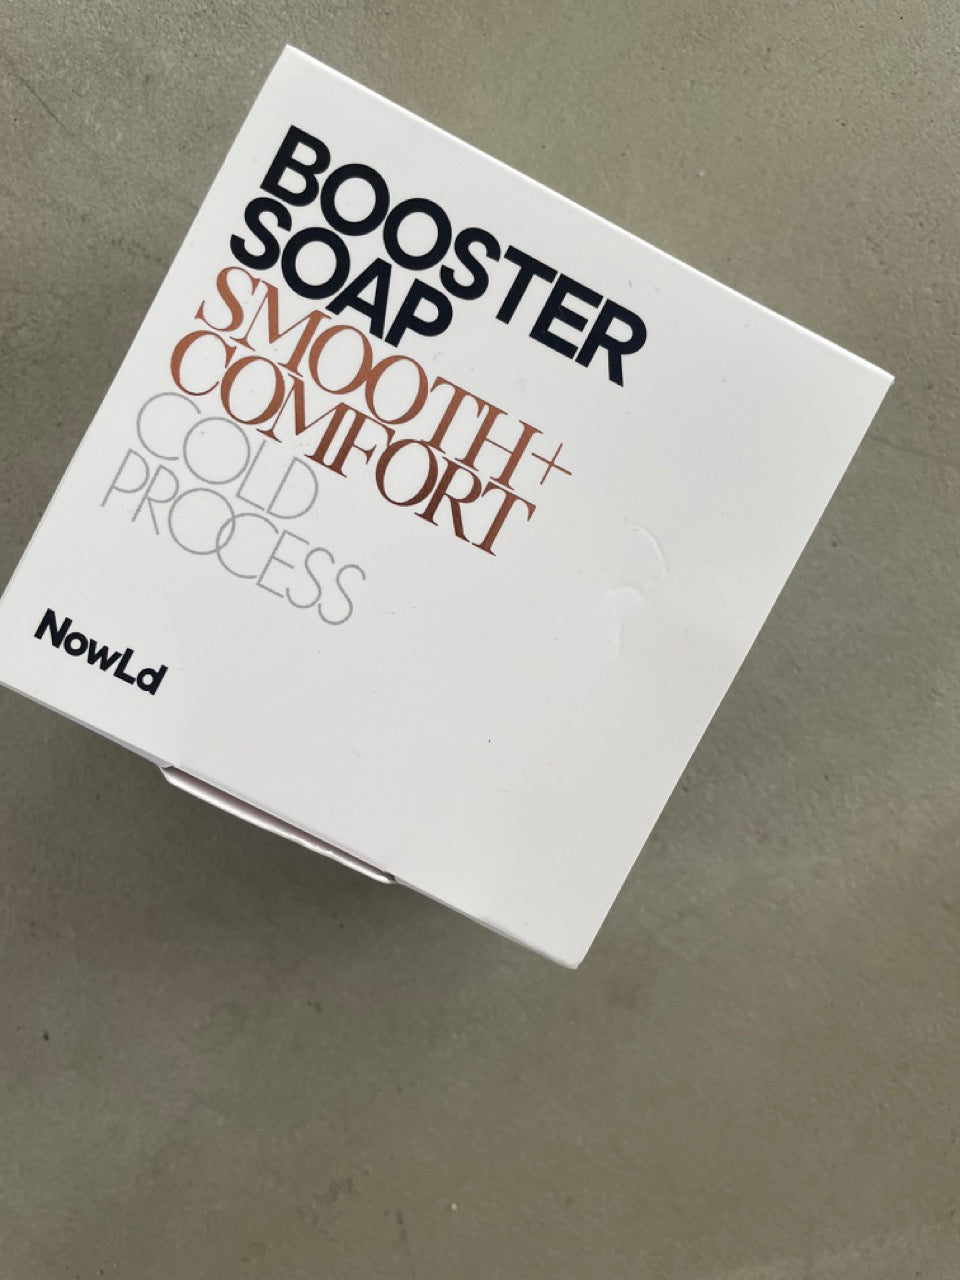 BOOSTER
SOAP
SMOOTH+
COMFORT
COLD
PROCESS
NowLd